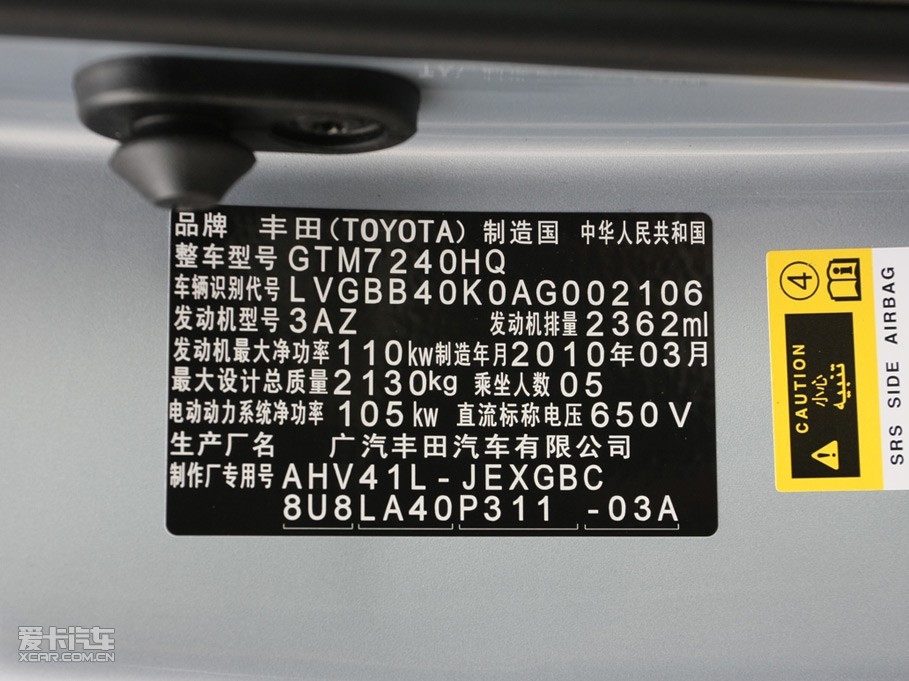 品牌 丰田(TOYOTA) 制造国 中华人民共和国
整车型号 GTM7240HQ
车辆识别代号 LVGBB40K0AG002106
发动机型号 3AZ 发动机排量 2362ml
发动机最大净功率 110kw 制造年月 2010年03月
最大设计总质量 2130kg 乘坐人数 05
电动动力系统净功率 105kw 直流标称电压 650V
生产厂名 广汽丰田汽车有限公司
制作厂专用号 AHV41L-JEXGBC
8U8LA40P311 -03A
4
CAUTION
小心
تنبيه
SRS SIDE AIRBAG
爱卡汽车
XCAR.COM.CN